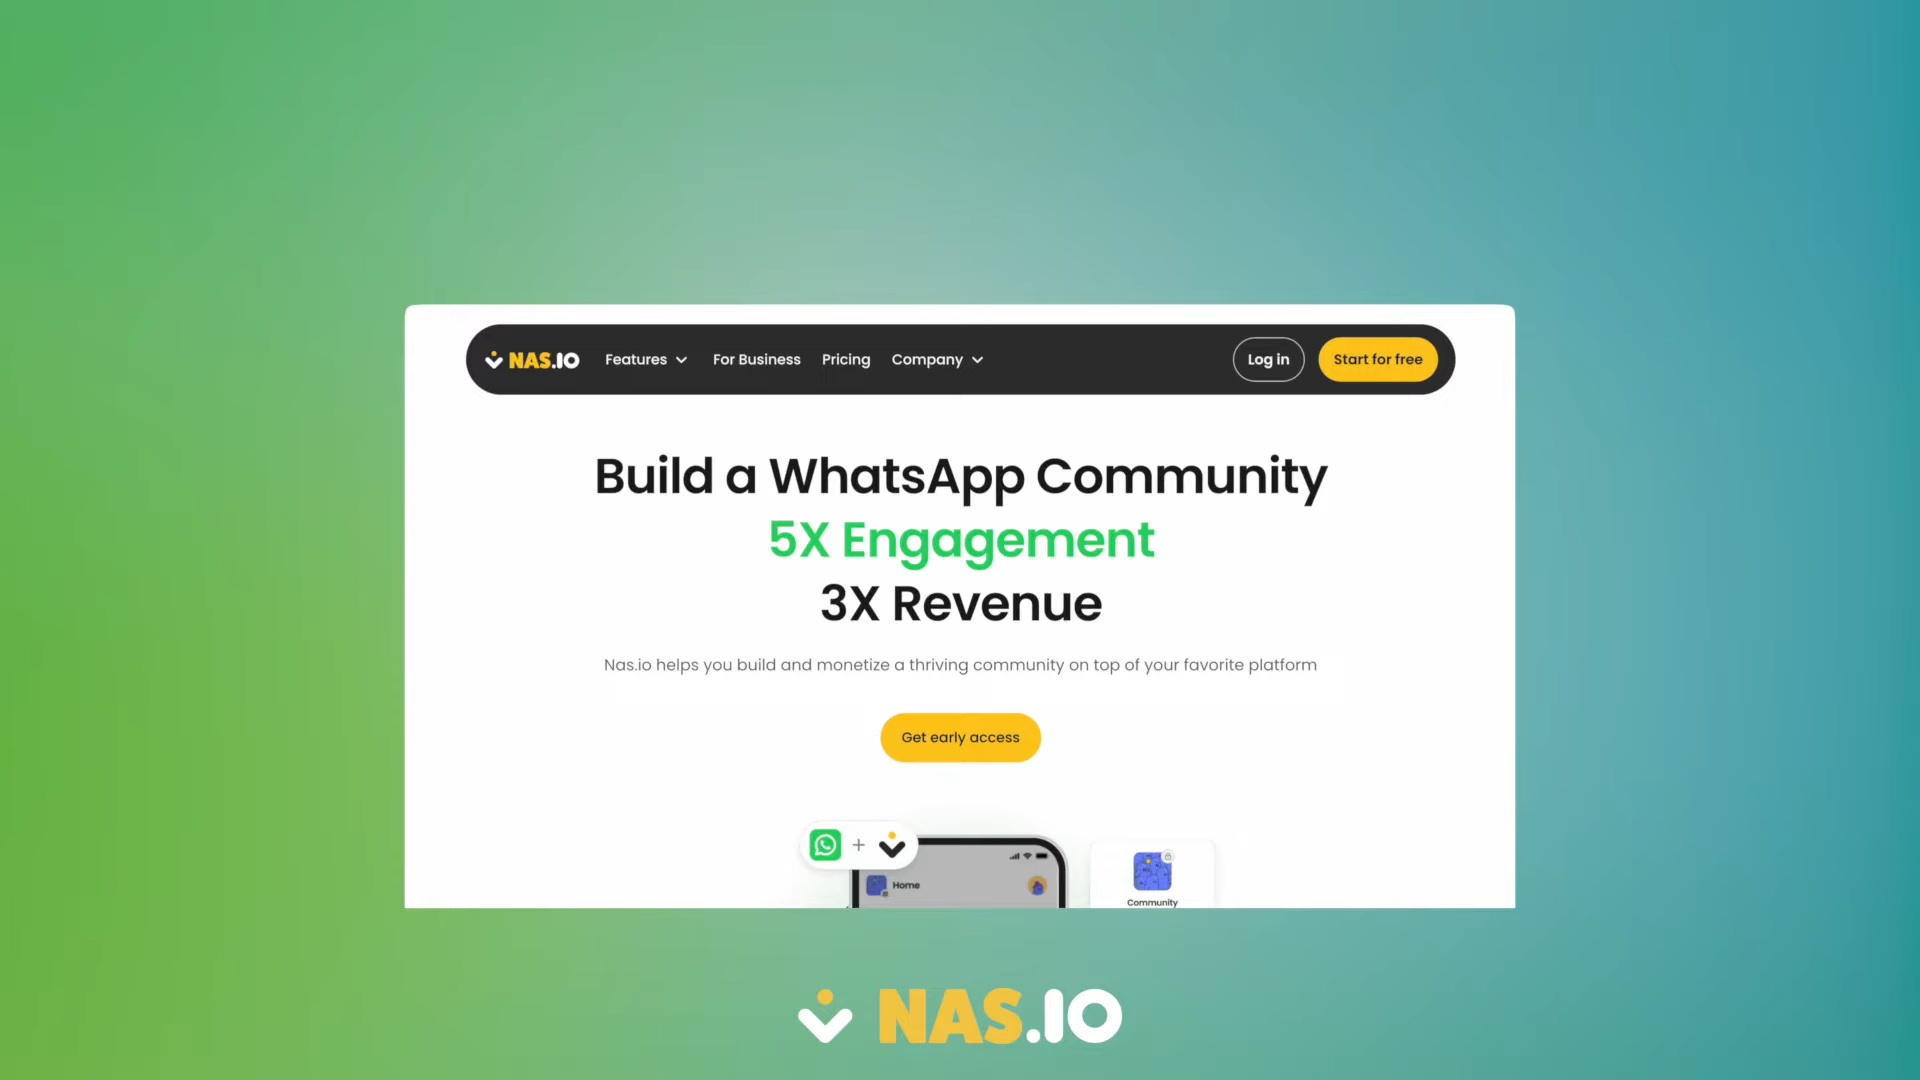 NAS.IO Features For Business Pricing Company Log in Start for free
Build a WhatsApp Community
5X Engagement
3X Revenue
Nas.io helps you build and monetize a thriving community on top of your favorite platform
Get early access
+
Home
Community
NAS.IO